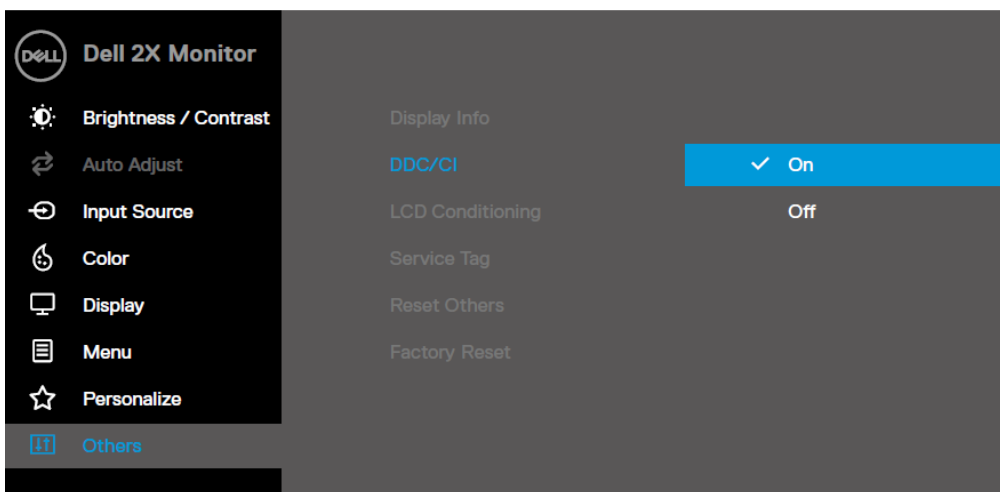 DELL Dell 2X Monitor
Brightness / Contrast
Auto Adjust
Input Source
Color
Display
Menu
Personalize
Others
Display Info
DDC/CI
LCD Conditioning
Service Tag
Reset Others
Factory Reset
On
Off